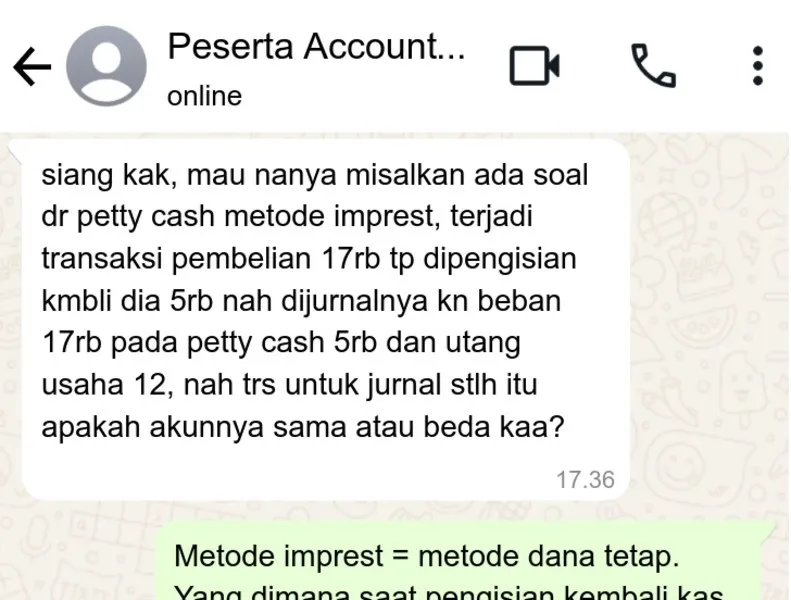 Peserta Account...
online
siang kak, mau nanya misalkan ada soal
dr petty cash metode imprest, terjadi
transaksi pembelian 17rb tp dipengisian
kmbli dia 5rb nah dijurnalnya kn beban
17rb pada petty cash 5rb dan utang
usaha 12, nah trs untuk jurnal stlh itu
apakah akunnya sama atau beda kaa?
17.36
Metode imprest = metode dana tetap.
Yang dimana saat pengisian kembali kas